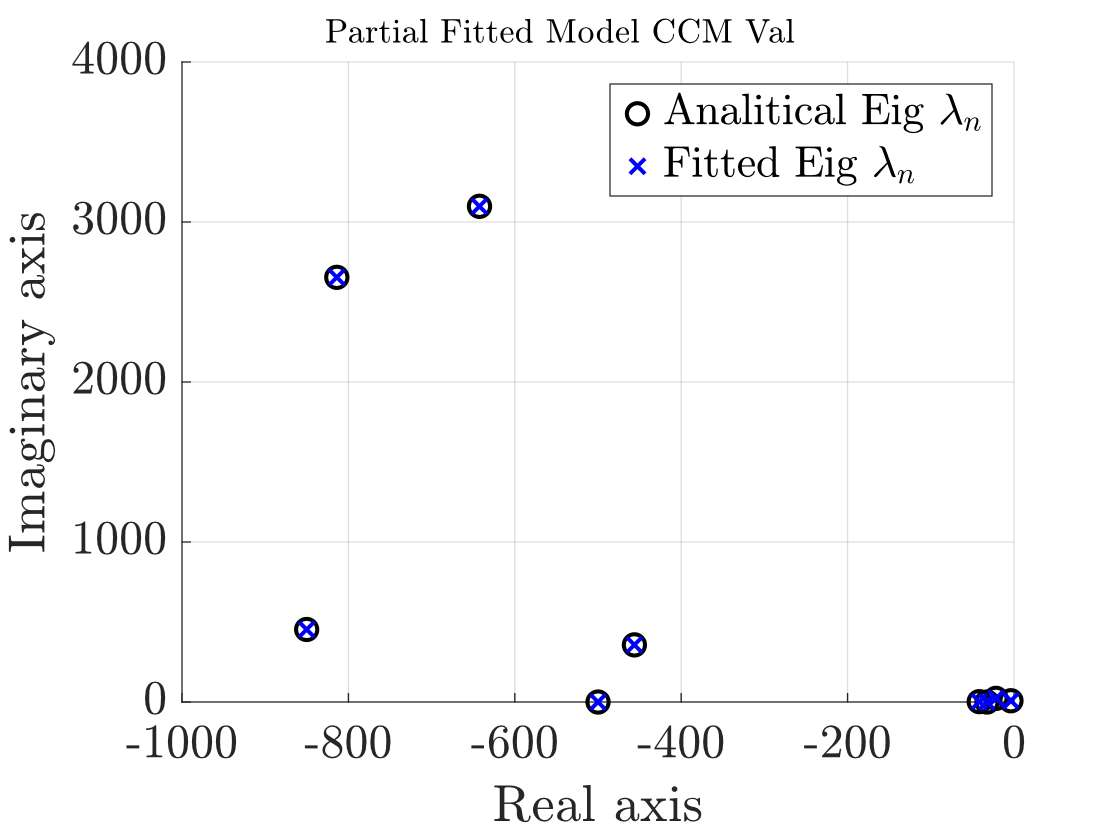 Partial Fitted Model CCM Val
4000
3000
2000
1000
0
Imaginary axis
Analitical Eig λn
Fitted Eig λn
-1000 -800 -600 -400 -200 0
Real axis